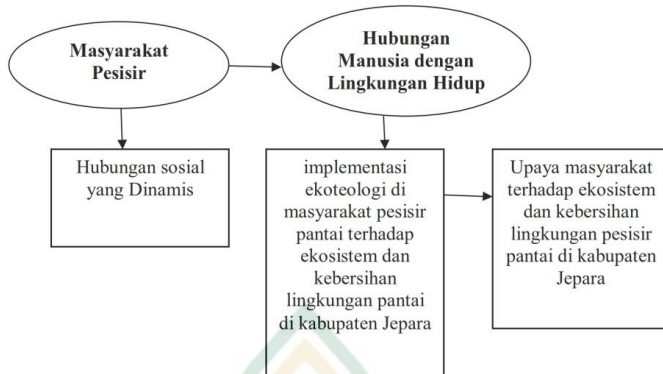 Masyarakat
Pesisir
Hubungan
Manusia dengan
Lingkungan Hidup
Hubungan sosial
yang Dinamis
implementasi
ekoteologi di
masyarakat pesisir
pantai terhadap
ekosistem dan
kebersihan
lingkungan pantai
di kabupaten Jepara
Upaya masyarakat
terhadap ekosistem
dan kebersihan
lingkungan pesisir
pantai di kabupaten
Jepara